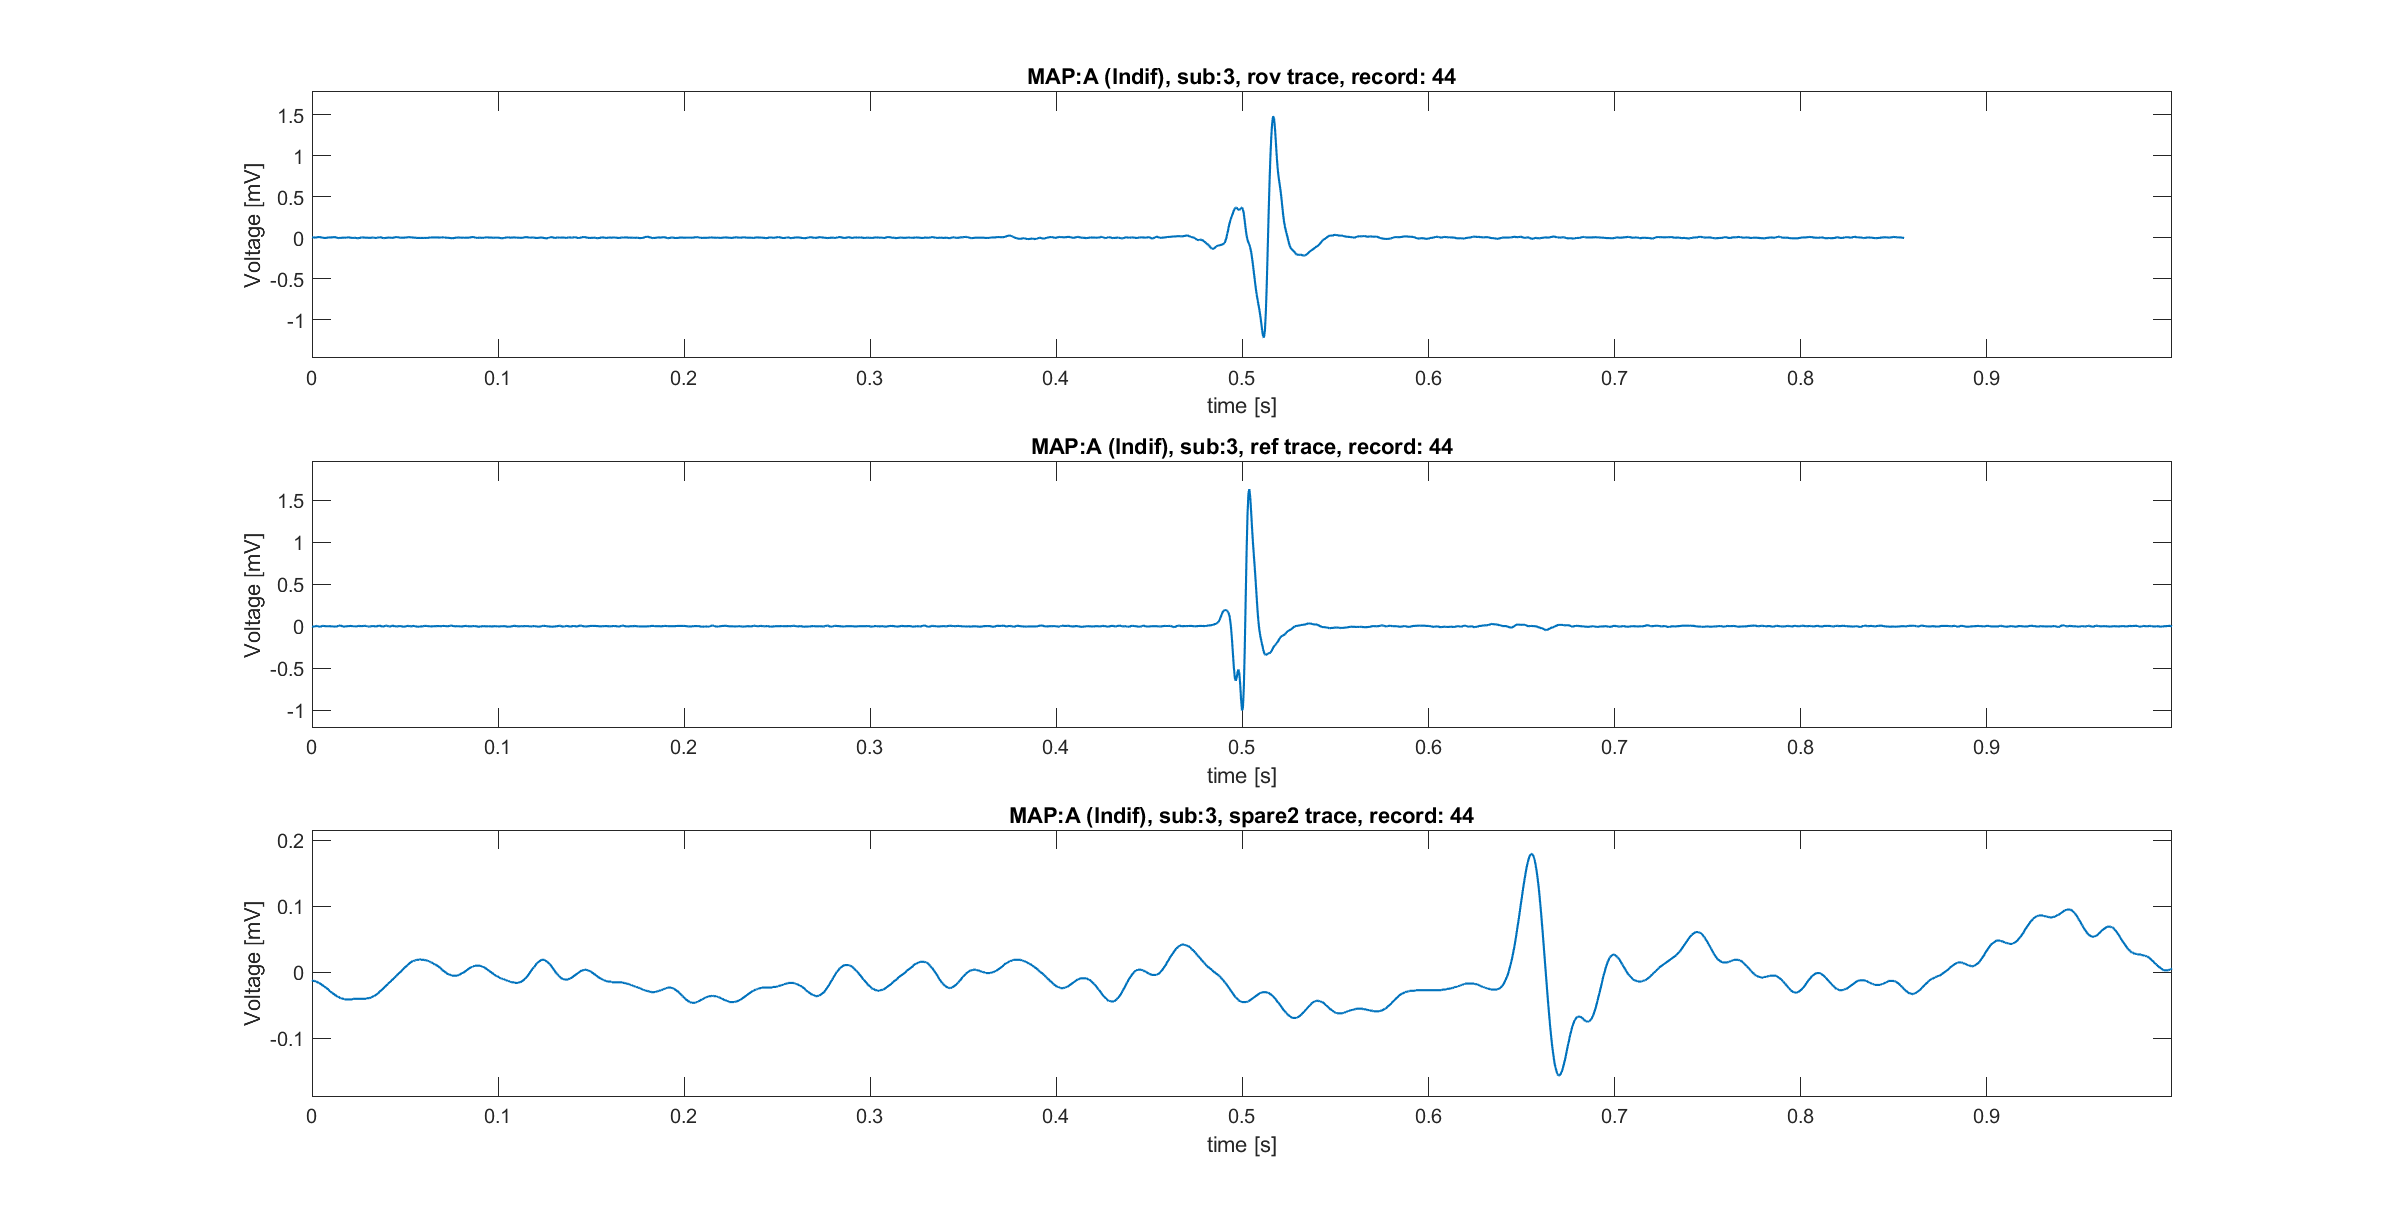 MAP:A (Indif), sub:3, rov trace, record: 44
Voltage [mV]
1.5
1
0.5
0
-0.5
-1
0 0.1 0.2 0.3 0.4 0.5 0.6 0.7 0.8 0.9
time [s]
MAP:A (Indif), sub:3, ref trace, record: 44
Voltage [mV]
1.5
1
0.5
0
-0.5
-1
0 0.1 0.2 0.3 0.4 0.5 0.6 0.7 0.8 0.9
time [s]
MAP:A (Indif), sub:3, spare2 trace, record: 44
Voltage [mV]
0.2
0.1
0
-0.1
0 0.1 0.2 0.3 0.4 0.5 0.6 0.7 0.8 0.9
time [s]